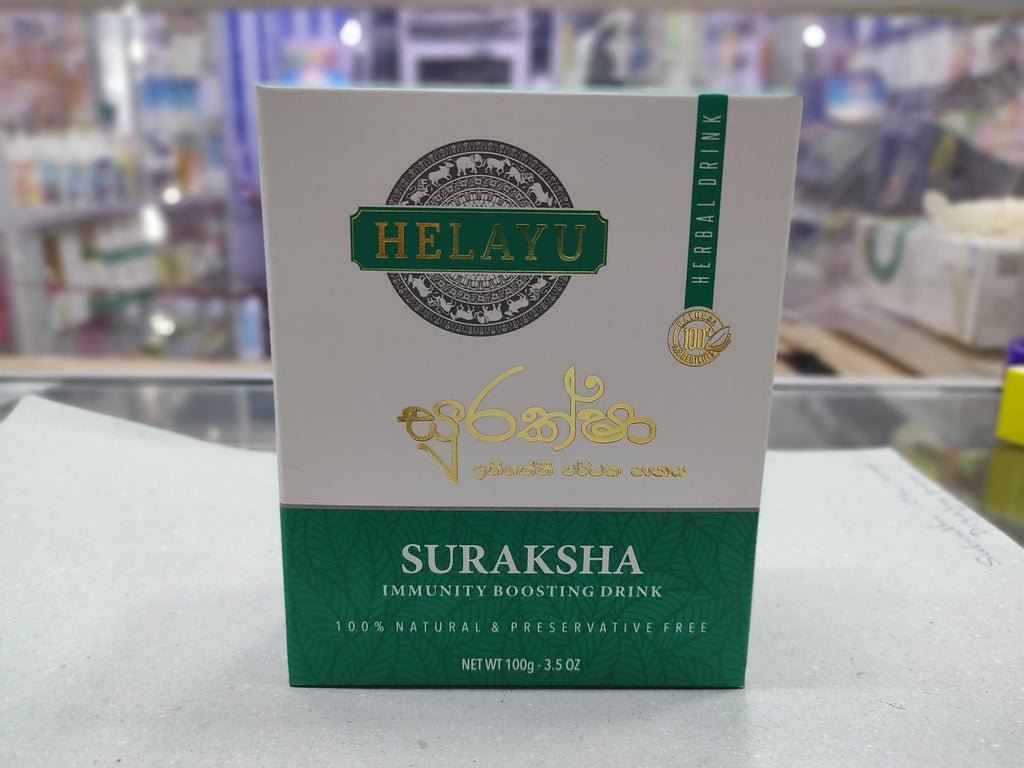 HELAYU
HERBAL DRINK
100%
සුරක්ෂා
ප්‍රතිශක්ති වර්ධක පානය
SURAKSHA
IMMUNITY BOOSTING DRINK
100% NATURAL & PRESERVATIVE FREE
NET WT 100g - 3.5 OZ